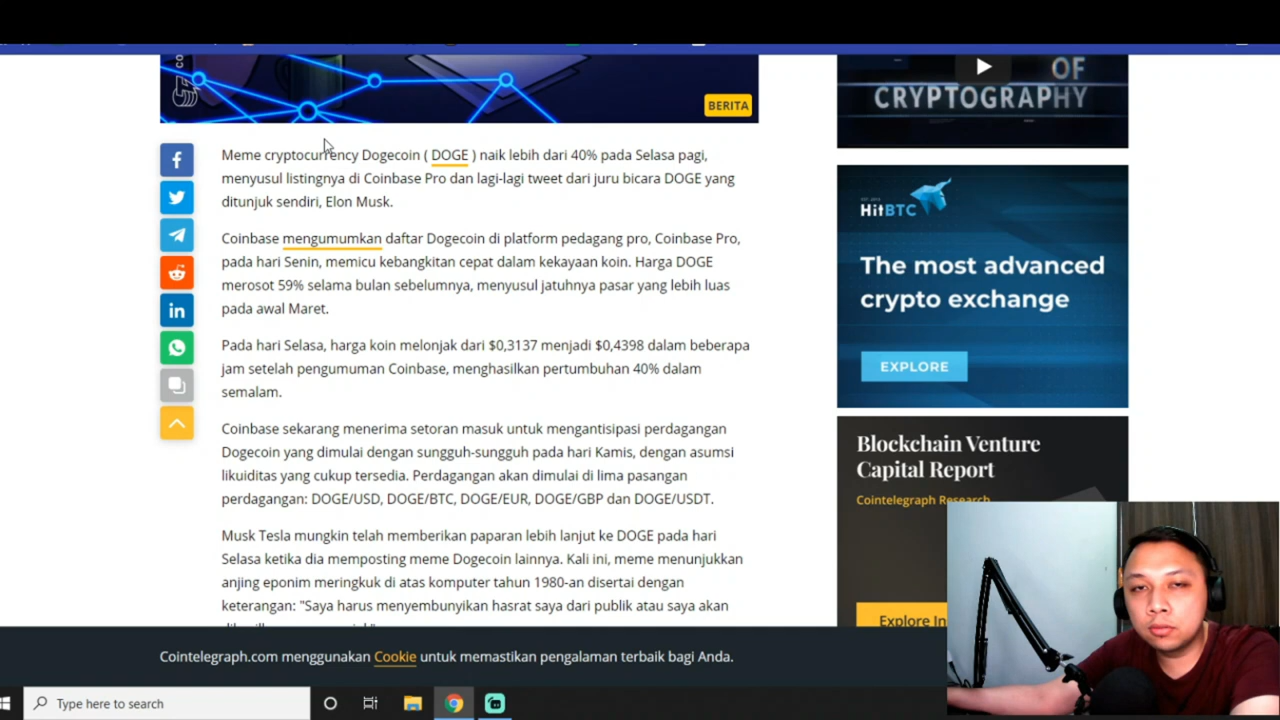 OF
CRYPTOGRAPHY
BERITA
Meme cryptocurrency Dogecoin ( DOGE ) naik lebih dari 40% pada Selasa pagi,
menyusul listingnya di Coinbase Pro dan lagi-lagi tweet dari juru bicara DOGE yang
ditunjuk sendiri, Elon Musk.
Coinbase mengumumkan daftar Dogecoin di platform pedagang pro, Coinbase Pro,
pada hari Senin, memicu kebangkitan cepat dalam kekayaan koin. Harga DOGE
merosot 59% selama bulan sebelumnya, menyusul jatuhnya pasar yang lebih luas
pada awal Maret.
Pada hari Selasa, harga koin melonjak dari $0,3137 menjadi $0,4398 dalam beberapa
jam setelah pengumuman Coinbase, menghasilkan pertumbuhan 40% dalam
semalam.
Coinbase sekarang menerima setoran masuk untuk mengantisipasi perdagangan
Dogecoin yang dimulai dengan sungguh-sungguh pada hari Kamis, dengan asumsi
likuiditas yang cukup tersedia. Perdagangan akan dimulai di lima pasangan
perdagangan: DOGE/USD, DOGE/BTC, DOGE/EUR, DOGE/GBP dan DOGE/USDT.
Musk Tesla mungkin telah memberikan paparan lebih lanjut ke DOGE pada hari
Selasa ketika dia memposting meme Dogecoin lainnya. Kali ini, meme menunjukkan
anjing eponim meringkuk di atas komputer tahun 1980-an disertai dengan
keterangan: "Saya harus menyembunyikan hasrat saya dari publik atau saya akan
HitBTC
The most advanced
crypto exchange
EXPLORE
Blockchain Venture
Capital Report
Cointelegraph Research
Explore In
Cointelegraph.com menggunakan Cookie untuk memastikan pengalaman terbaik bagi Anda.
Type here to search